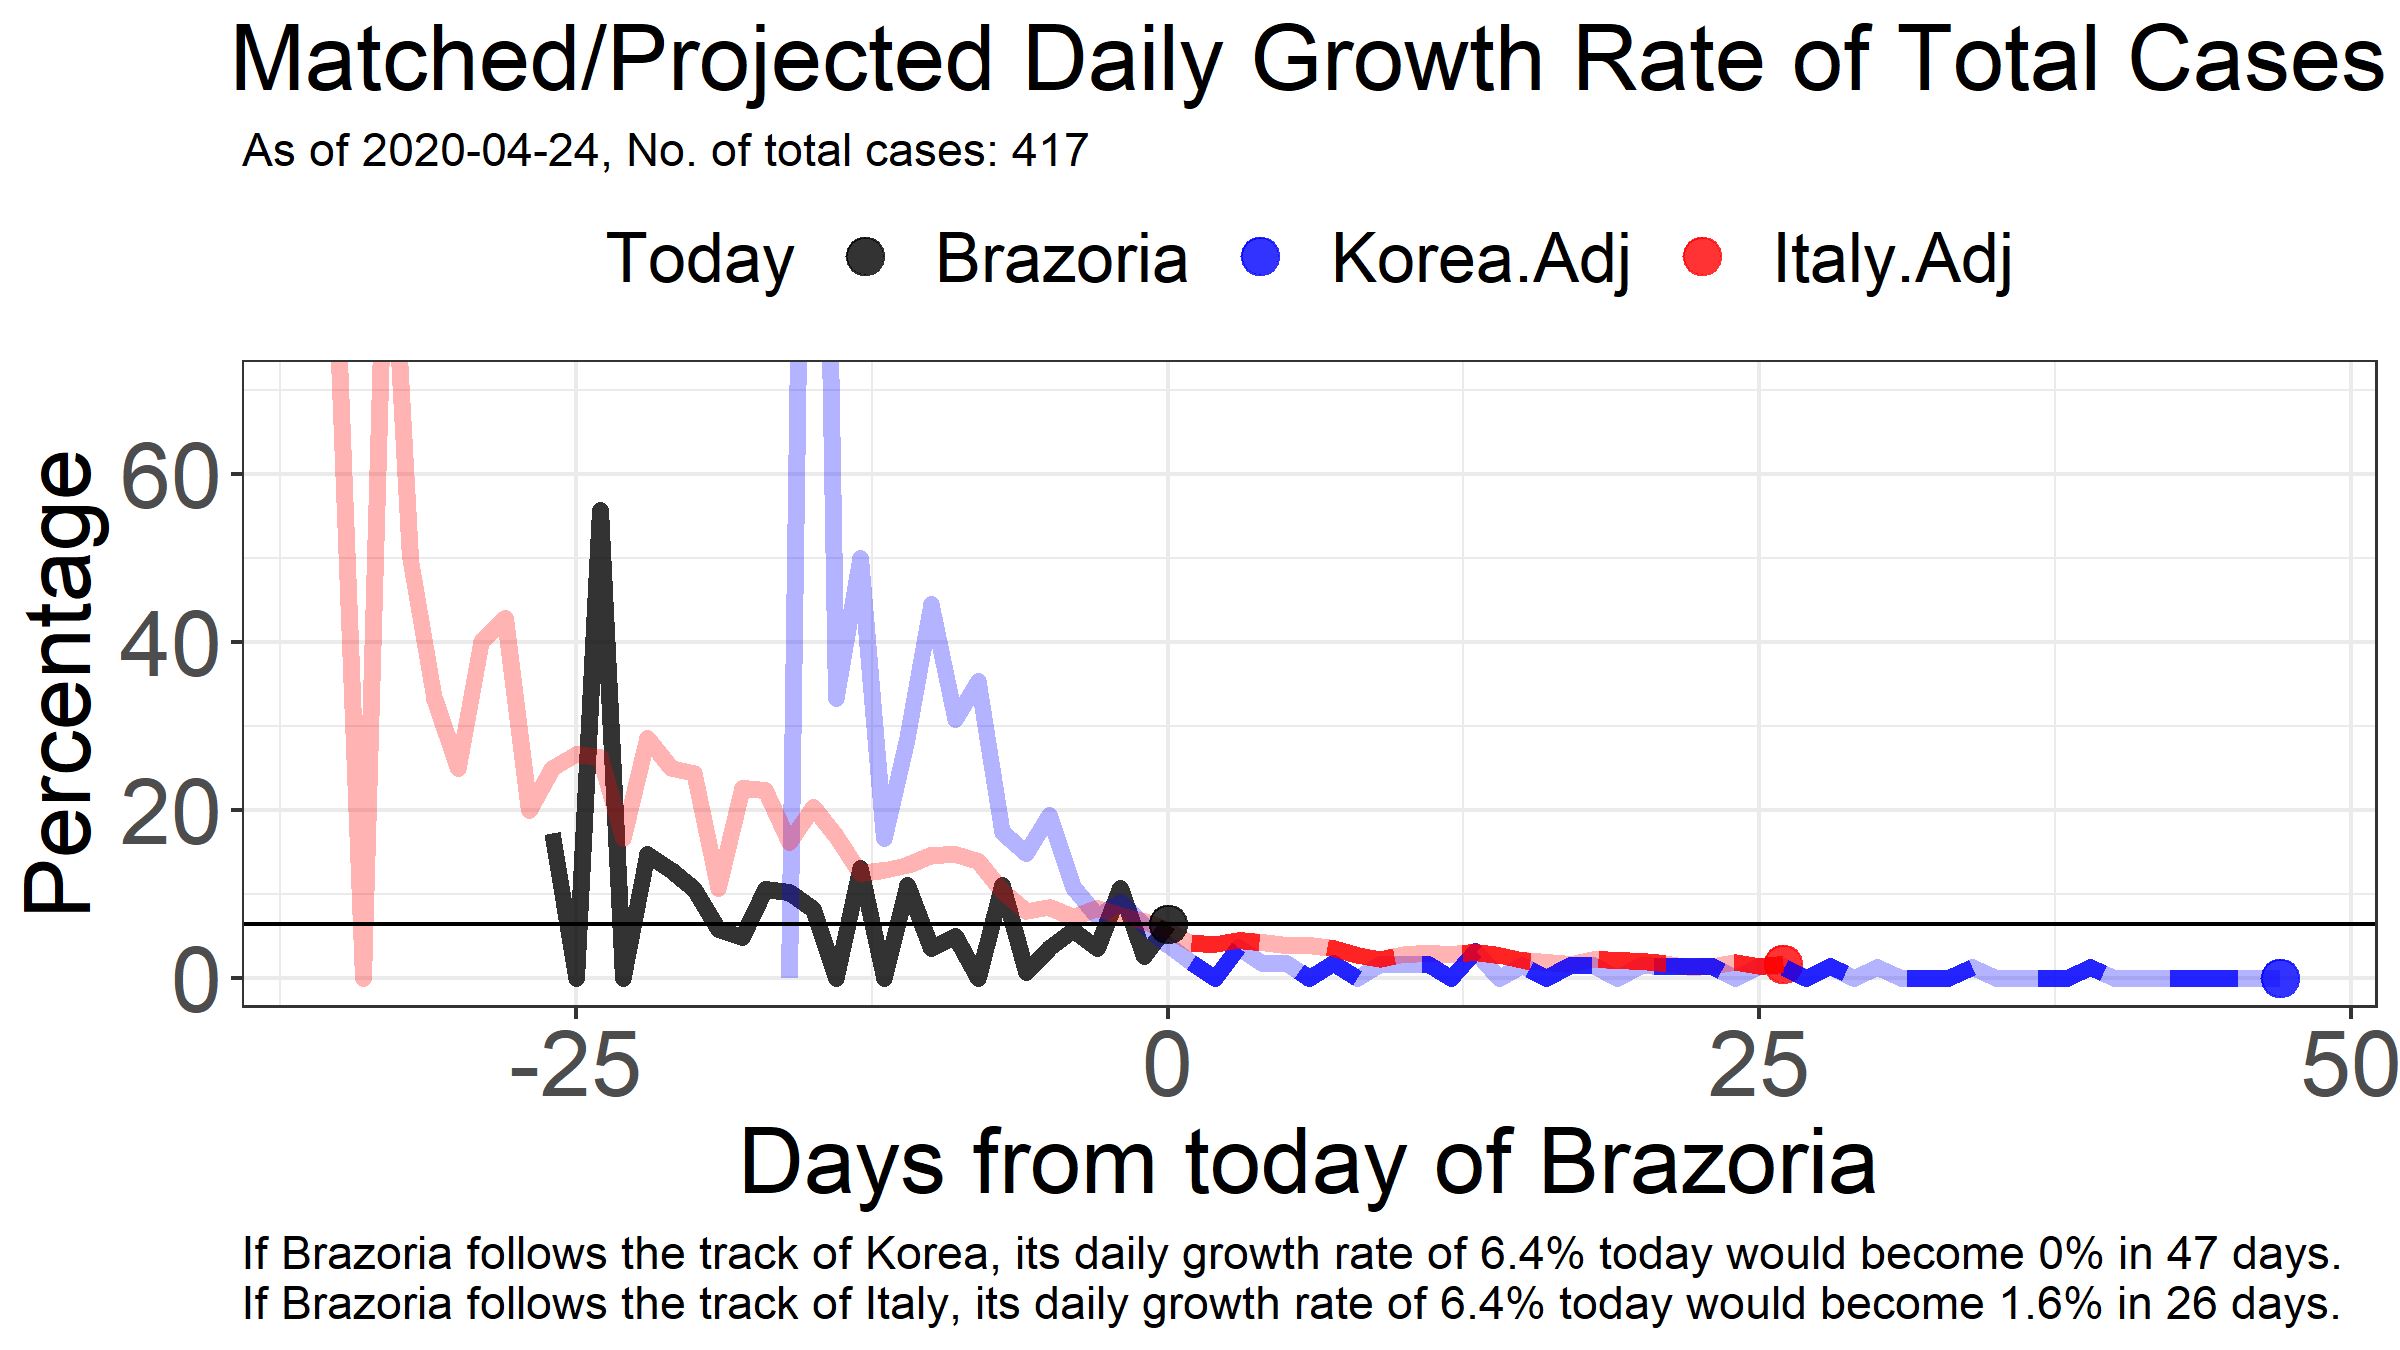 Matched/Projected Daily Growth Rate of Total Cases
As of 2020-04-24, No. of total cases: 417
Today Brazoria Korea.Adj Italy.Adj
Percentage
60
40
20
0
-25 0 25 50
Days from today of Brazoria
If Brazoria follows the track of Korea, its daily growth rate of 6.4% today would become 0% in 47 days.
If Brazoria follows the track of Italy, its daily growth rate of 6.4% today would become 1.6% in 26 days.